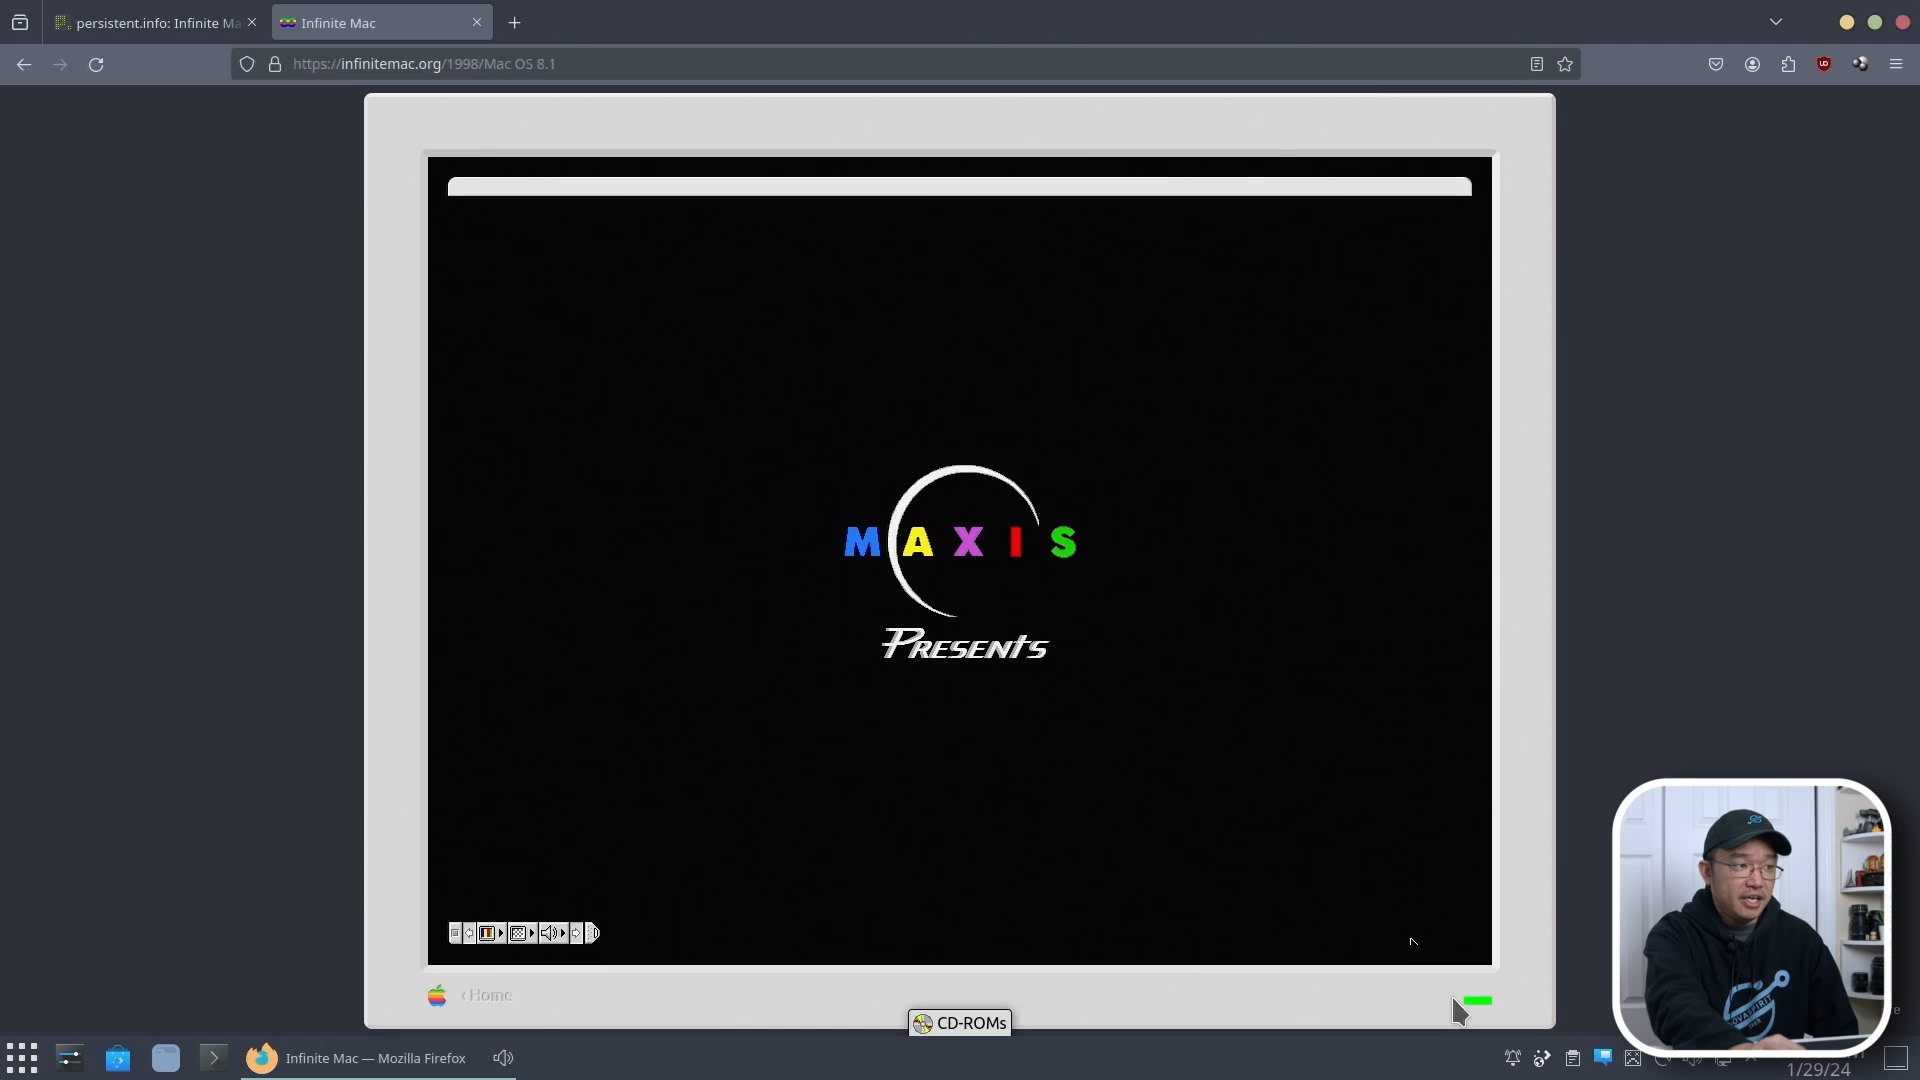 persistent.info: Infinite Ma
Infinite Mac
https://infinitemac.org/1998/Mac OS 8.1
MAXIS
PRESENTS
‹ Home
CD-ROMs
Infinite Mac — Mozilla Firefox
NOVASPIRIT
1/29/24